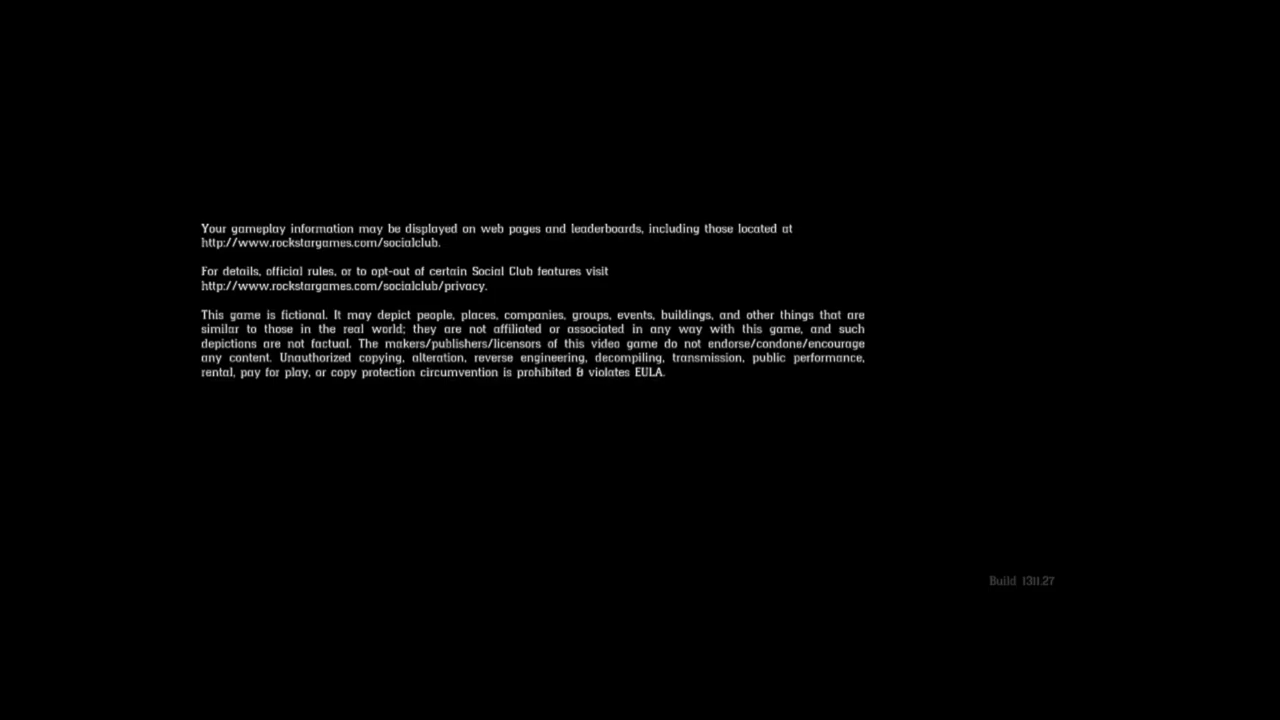 Your gameplay information may be displayed on web pages and leaderboards, including those located at
http://www.rockstargames.com/socialclub.
For details, official rules, or to opt-out of certain Social Club features visit
http://www.rockstargames.com/socialclub/privacy.
This game is fictional. It may depict people, places, companies, groups, events, buildings, and other things that are
similar to those in the real world; they are not affiliated or associated in any way with this game, and such
depictions are not factual. The makers/publishers/licensors of this video game do not endorse/condone/encourage
any content. Unauthorized copying, alteration, reverse engineering, decompiling, transmission, public performance,
rental, pay for play, or copy protection circumvention is prohibited & violates EULA.
Build 1311.27